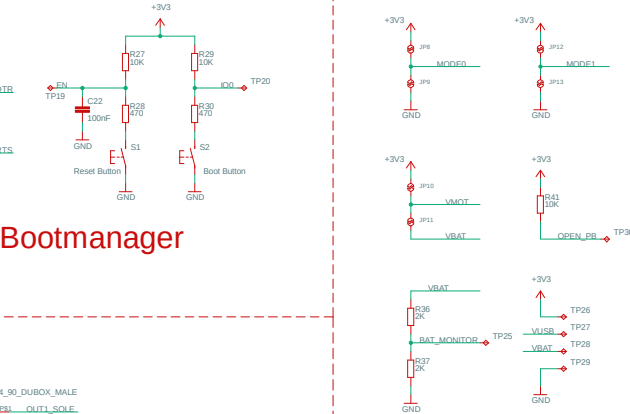 +3V3
R27
10K
R29
10K
EN
TP19
IO0
TP20
C22
100nF
R28
470
R30
470
GND
S1
Reset Button
S2
Boot Button
GND
GND
Bootmanager
+3V3
JP8
MODE0
JP9
GND
+3V3
JP12
MODE1
JP13
GND
+3V3
JP10
VMOT
JP11
VBAT
+3V3
R41
10K
OPEN_PB
VBAT
R36
2K
BAT_MONITOR
TP25
R37
2K
GND
+3V3
TP26
VUSB
TP27
VBAT
TP28
TP29
GND
4_90_DUBOX_MALE
P$1
OUT1_SOLE